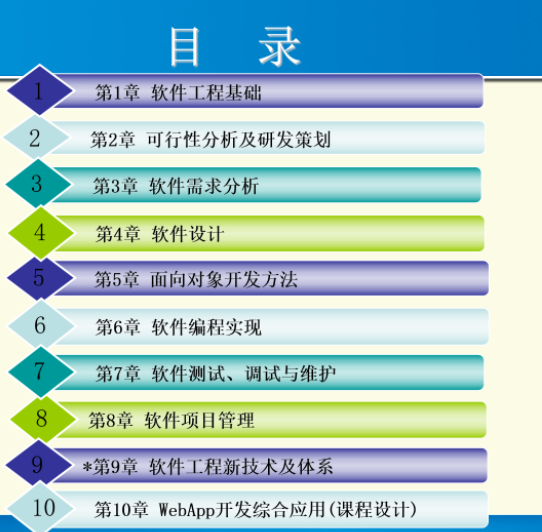 目 录
1 第1章 软件工程基础
2 第2章 可行性分析及研发策划
3 第3章 软件需求分析
4 第4章 软件设计
5 第5章 面向对象开发方法
6 第6章 软件编程实现
7 第7章 软件测试、调试与维护
8 第8章 软件项目管理
9 *第9章 软件工程新技术及体系
10 第10章 WebApp开发综合应用(课程设计)